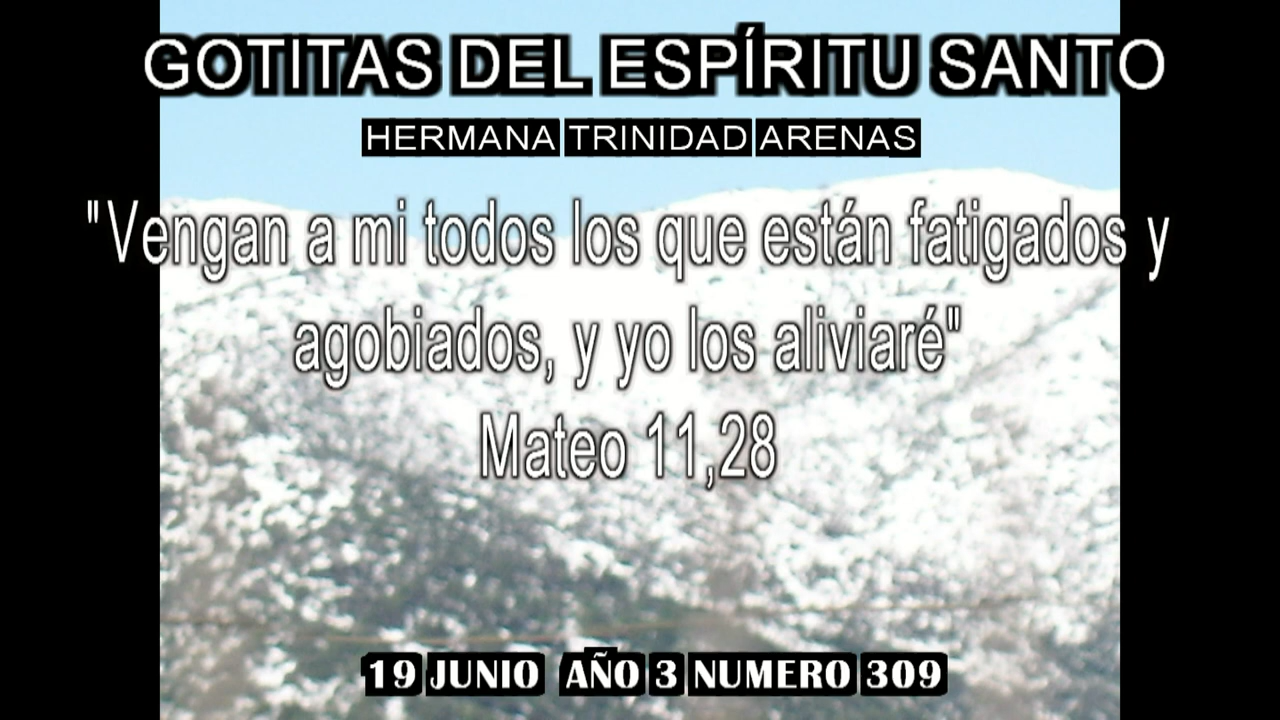 GOTITAS DEL ESPÍRITU SANTO
HERMANA TRINIDAD ARENAS
"Vengan a mi todos los que están fatigados y
agobiados, y yo los aliviaré"
Mateo 11,28
19 JUNIO AÑO 3 NUMERO 309